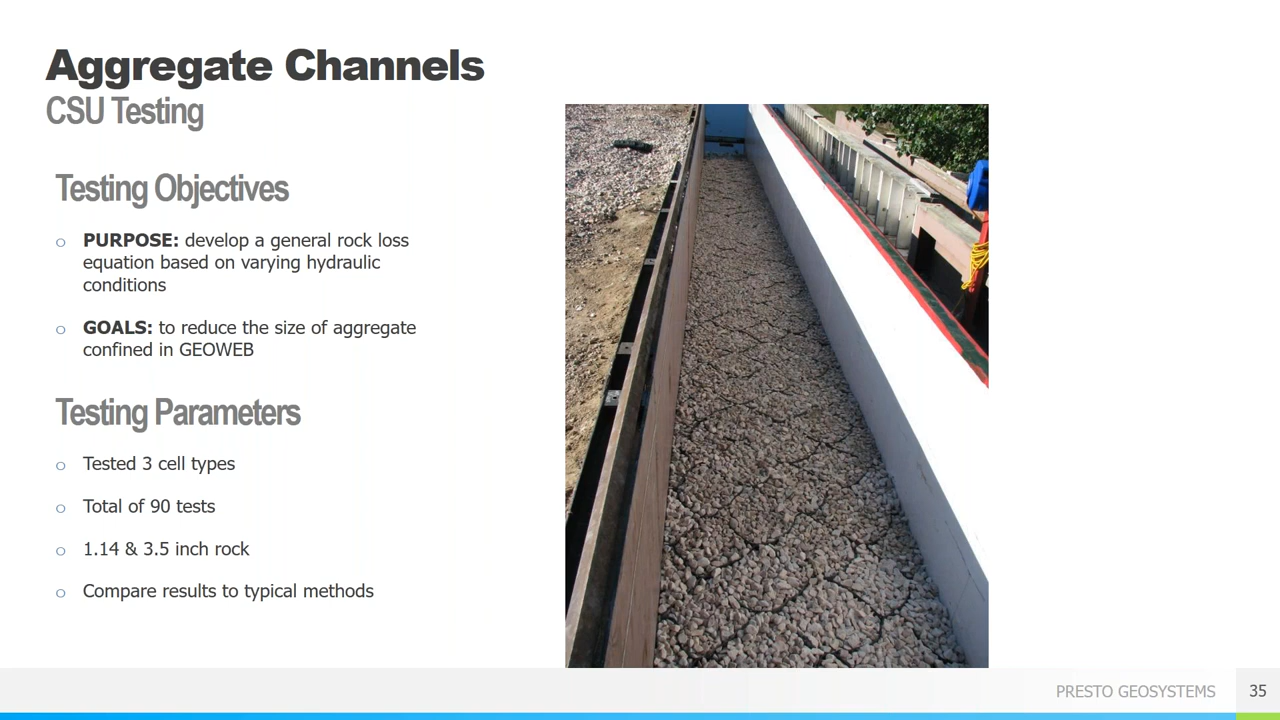 Aggregate Channels
CSU Testing
Testing Objectives
PURPOSE: develop a general rock loss
equation based on varying hydraulic
conditions
GOALS: to reduce the size of aggregate
confined in GEOWEB
Testing Parameters
Tested 3 cell types
Total of 90 tests
1.14 & 3.5 inch rock
Compare results to typical methods
PRESTO GEOSYSTEMS
35